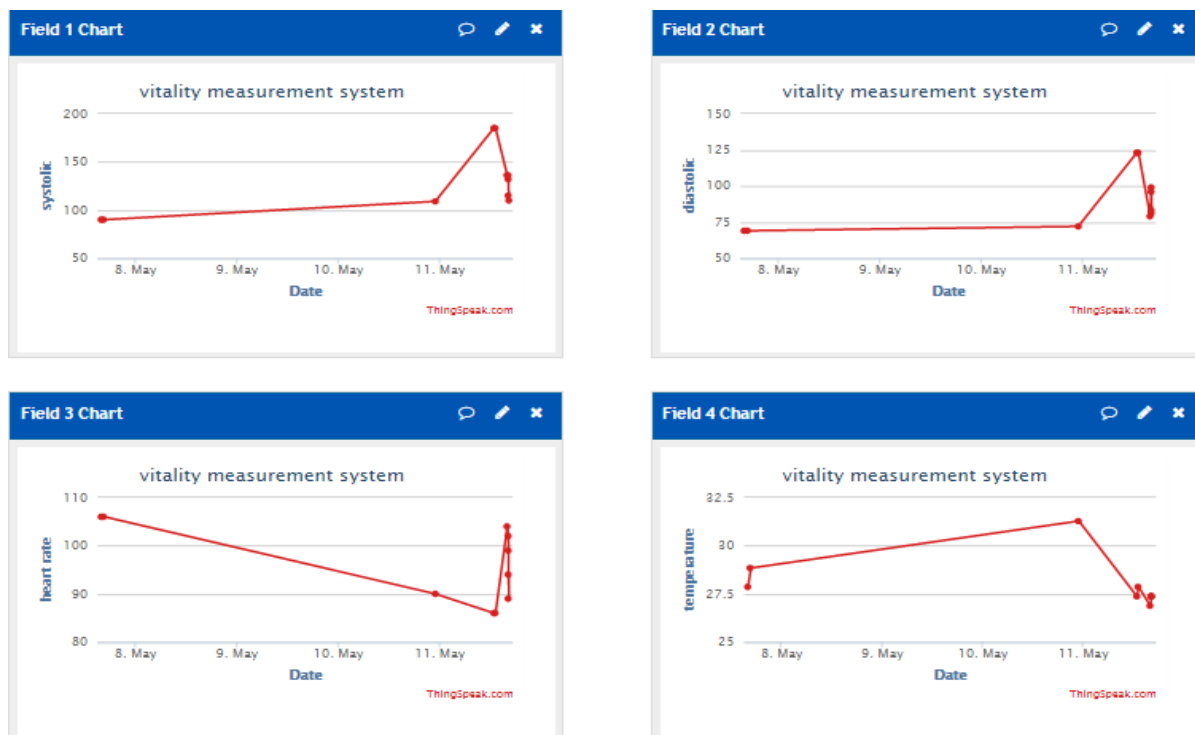 Field 1 Chart
vitality measurement system
systolic
200
150
100
50
8. May 9. May 10. May 11. May
Date
ThingSpeak.com
Field 2 Chart
vitality measurement system
diastolic
150
125
100
75
50
8. May 9. May 10. May 11. May
Date
ThingSpeak.com
Field 3 Chart
vitality measurement system
heart rate
110
100
90
80
8. May 9. May 10. May 11. May
Date
ThingSpeak.com
Field 4 Chart
vitality measurement system
temperature
32.5
30
27.5
25
8. May 9. May 10. May 11. May
Date
ThingSpeak.com